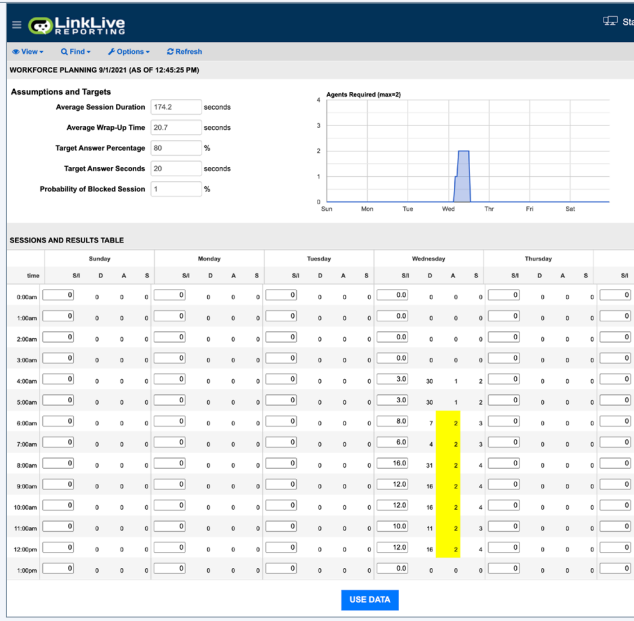 LinkLive
REPORTING
Sta
View Find Options Refresh
WORKFORCE PLANNING 9/1/2021 (AS OF 12:45:25 PM)
Assumptions and Targets
Average Session Duration 174.2 seconds
Average Wrap-Up Time 20.7 seconds
Target Answer Percentage 80 %
Target Answer Seconds 20 seconds
Probability of Blocked Session 1 %
Agents Required (max=2)
4
3
2
1
0
Sun Mon Tue Wed Thr Fri Sat
SESSIONS AND RESULTS TABLE
Sunday Monday Tuesday Wednesday Thursday
time S/I D A S S/I D A S S/I D A S S/I D A S S/I D A S S/I
0:00am 0 0 0 0 0 0 0 0 0 0 0 0 0.0 0 0 0 0 0 0 0 0
1:00am 0 0 0 0 0 0 0 0 0 0 0 0 0.0 0 0 0 0 0 0 0 0
2:00am 0 0 0 0 0 0 0 0 0 0 0 0 0.0 0 0 0 0 0 0 0 0
3:00am 0 0 0 0 0 0 0 0 0 0 0 0 0.0 0 0 0 0 0 0 0 0
4:00am 0 0 0 0 0 0 0 0 0 0 0 0 3.0 30 1 2 0 0 0 0 0
5:00am 0 0 0 0 0 0 0 0 0 0 0 0 3.0 30 1 2 0 0 0 0 0
6:00am 0 0 0 0 0 0 0 0 0 0 0 0 8.0 7 2 3 0 0 0 0 0
7:00am 0 0 0 0 0 0 0 0 0 0 0 0 6.0 4 2 3 0 0 0 0 0
8:00am 0 0 0 0 0 0 0 0 0 0 0 0 16.0 31 2 4 0 0 0 0 0
9:00am 0 0 0 0 0 0 0 0 0 0 0 0 12.0 16 2 4 0 0 0 0 0
10:00am 0 0 0 0 0 0 0 0 0 0 0 0 12.0 16 2 4 0 0 0 0 0
11:00am 0 0 0 0 0 0 0 0 0 0 0 0 10.0 11 2 3 0 0 0 0 0
12:00pm 0 0 0 0 0 0 0 0 0 0 0 0 12.0 16 2 4 0 0 0 0 0
1:00pm 0 0 0 0 0 0 0 0 0 0 0 0 0.0 0 0 0 0 0 0 0 0
USE DATA